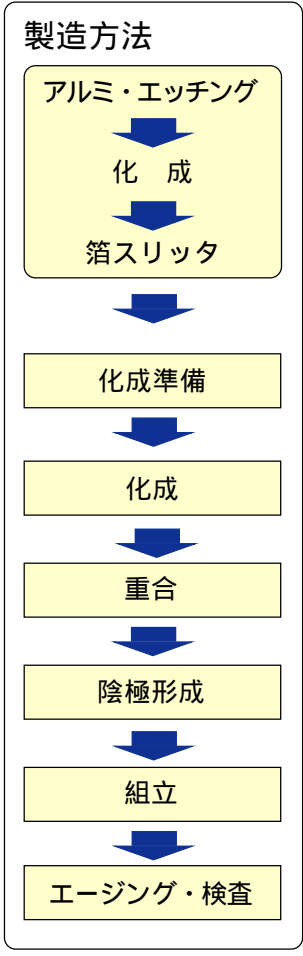 製造方法
アルミ・エッチング
化 成
箔スリッタ
化成準備
化成
重合
陰極形成
組立
エージング・検査